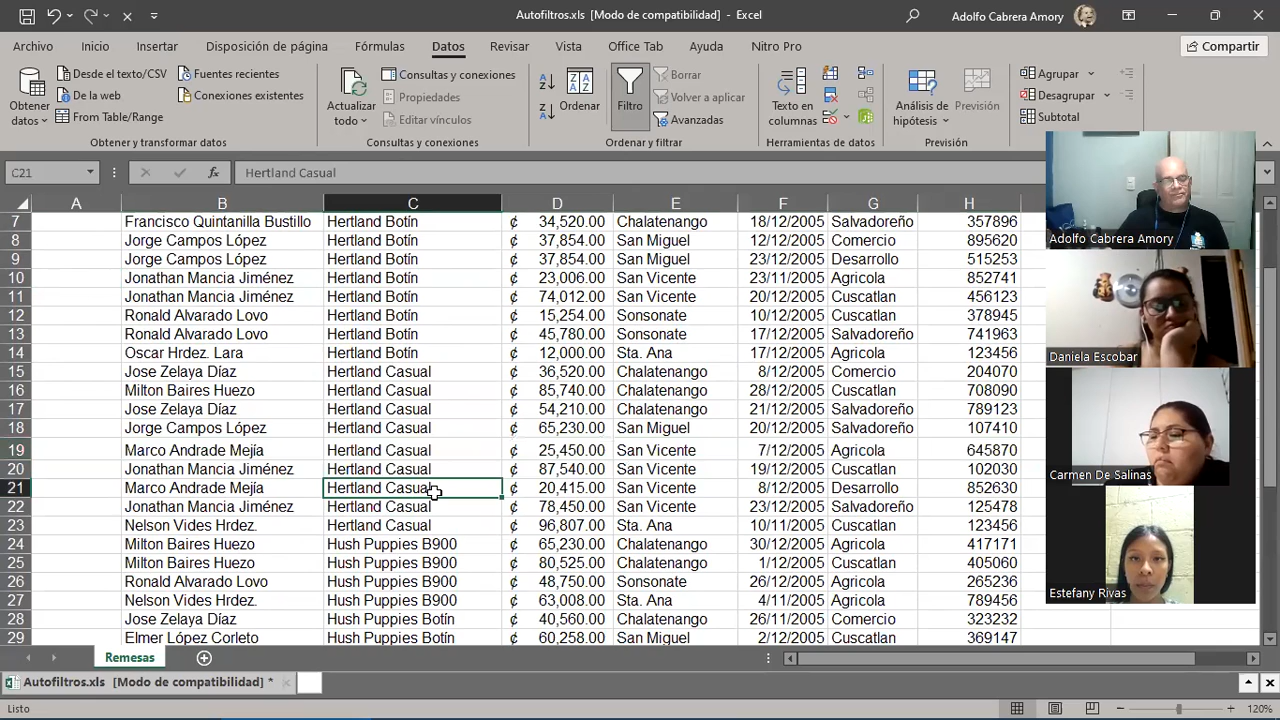 Autofiltros.xls [Modo de compatibilidad] * - Excel
Adolfo Cabrera Amory
Archivo Inicio Insertar Disposición de página Fórmulas Datos Revisar Vista Office Tab Ayuda Nitro Pro Compartir
Obtener datos
Desde el texto/CSV
De la web
From Table/Range
Fuentes recientes
Conexiones existentes
Obtener y transformar datos
Actualizar todo
Consultas y conexiones
Propiedades
Editar vínculos
Consultas y conexiones
Ordenar
Filtro
Borrar
Volver a aplicar
Avanzadas
Ordenar y filtrar
Texto en columnas
Herramientas de datos
Análisis de hipótesis
Previsión
Previsión
Agrupar
Desagrupar
Subtotal
C21 fx Hertland Casual
A B C D E F G H
7 Francisco Quintanilla Bustillo Hertland Botín ¢ 34,520.00 Chalatenango 18/12/2005 Salvadoreño 357896
8 Jorge Campos López Hertland Botín ¢ 37,854.00 San Miguel 12/12/2005 Comercio 895620
9 Jorge Campos López Hertland Botín ¢ 37,854.00 San Miguel 23/12/2005 Desarrollo 515253
10 Jonathan Mancia Jiménez Hertland Botín ¢ 23,006.00 San Vicente 23/11/2005 Agricola 852741
11 Jonathan Mancia Jiménez Hertland Botín ¢ 74,012.00 San Vicente 20/12/2005 Cuscatlan 456123
12 Ronald Alvarado Lovo Hertland Botín ¢ 15,254.00 Sonsonate 10/12/2005 Cuscatlan 378945
13 Ronald Alvarado Lovo Hertland Botín ¢ 45,780.00 Sonsonate 17/12/2005 Salvadoreño 741963
14 Oscar Hrdez. Lara Hertland Botín ¢ 12,000.00 Sta. Ana 17/12/2005 Agricola 123456
15 Jose Zelaya Díaz Hertland Casual ¢ 36,520.00 Chalatenango 8/12/2005 Comercio 204070
16 Milton Baires Huezo Hertland Casual ¢ 85,740.00 Chalatenango 28/12/2005 Cuscatlan 708090
17 Jose Zelaya Díaz Hertland Casual ¢ 54,210.00 Chalatenango 21/12/2005 Salvadoreño 789123
18 Jorge Campos López Hertland Casual ¢ 65,230.00 San Miguel 20/12/2005 Salvadoreño 107410
19 Marco Andrade Mejía Hertland Casual ¢ 25,450.00 San Vicente 7/12/2005 Agricola 645870
20 Jonathan Mancia Jiménez Hertland Casual ¢ 87,540.00 San Vicente 19/12/2005 Cuscatlan 102030
21 Marco Andrade Mejía Hertland Casual ¢ 20,415.00 San Vicente 8/12/2005 Desarrollo 852630
22 Jonathan Mancia Jiménez Hertland Casual ¢ 78,450.00 San Vicente 23/12/2005 Salvadoreño 125478
23 Nelson Vides Hrdez. Hertland Casual ¢ 96,807.00 Sta. Ana 10/11/2005 Cuscatlan 123456
24 Milton Baires Huezo Hush Puppies B900 ¢ 65,230.00 Chalatenango 30/12/2005 Agricola 417171
25 Milton Baires Huezo Hush Puppies B900 ¢ 80,525.00 Chalatenango 1/12/2005 Cuscatlan 405060
26 Ronald Alvarado Lovo Hush Puppies B900 ¢ 48,750.00 Sonsonate 26/12/2005 Agricola 265236
27 Nelson Vides Hrdez. Hush Puppies B900 ¢ 63,008.00 Sta. Ana 4/11/2005 Agricola 789456
28 Jose Zelaya Díaz Hush Puppies Botín ¢ 40,560.00 Chalatenango 26/11/2005 Comercio 323232
29 Elmer López Corleto Hush Puppies Botín ¢ 60,258.00 San Miguel 2/12/2005 Cuscatlan 369147
Adolfo Cabrera Amory
Daniela Escobar
Carmen De Salinas
Estefany Rivas
Remesas
Autofiltros.xls [Modo de compatibilidad] *
Listo 120%